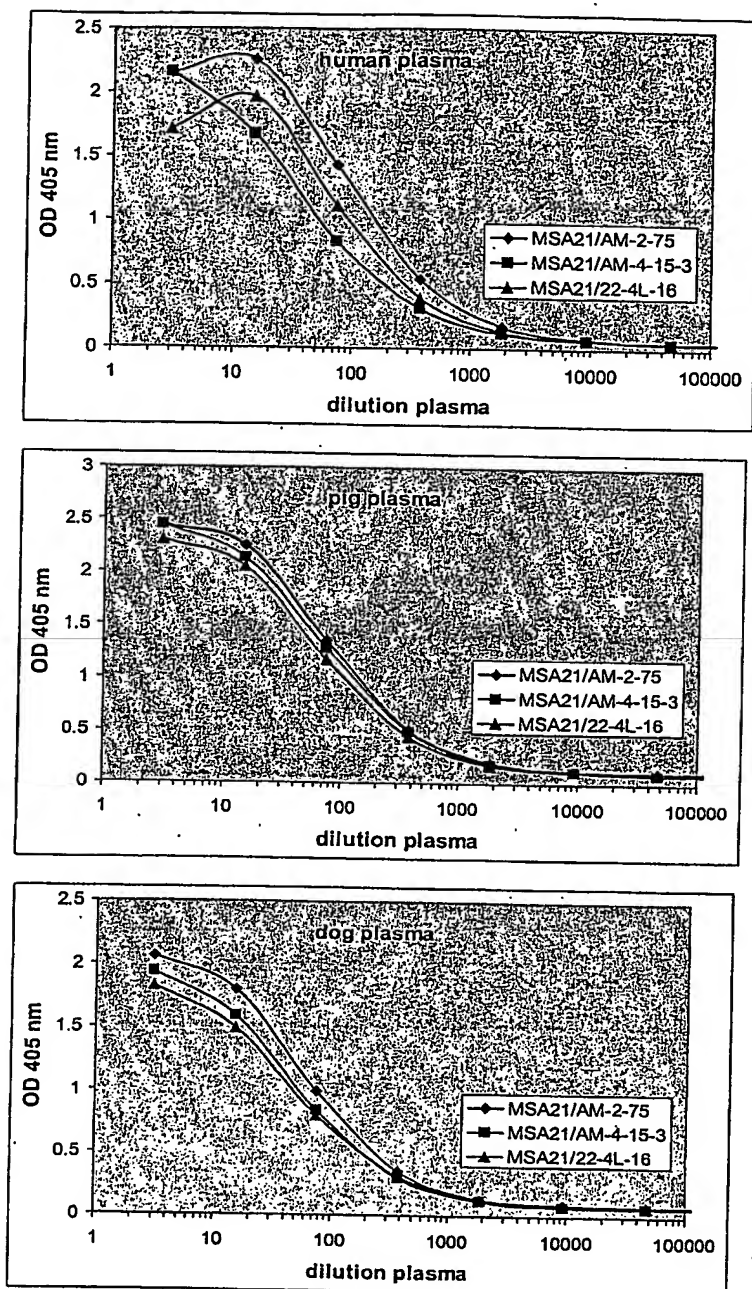 human plasma
2.5
2
1.5
1
0.5
0
OD 405 nm
MSA21/AM-2-75
MSA21/AM-4-15-3
MSA21/22-4L-16
1 10 100 1000 10000 100000
dilution plasma
pig plasma
3
2.5
2
1.5
1
0.5
0
OD 405 nm
MSA21/AM-2-75
MSA21/AM-4-15-3
MSA21/22-4L-16
1 10 100 1000 10000 100000
dilution plasma
dog plasma
2.5
2
1.5
1
0.5
0
OD 405 nm
MSA21/AM-2-75
MSA21/AM-4-15-3
MSA21/22-4L-16
1 10 100 1000 10000 100000
dilution plasma